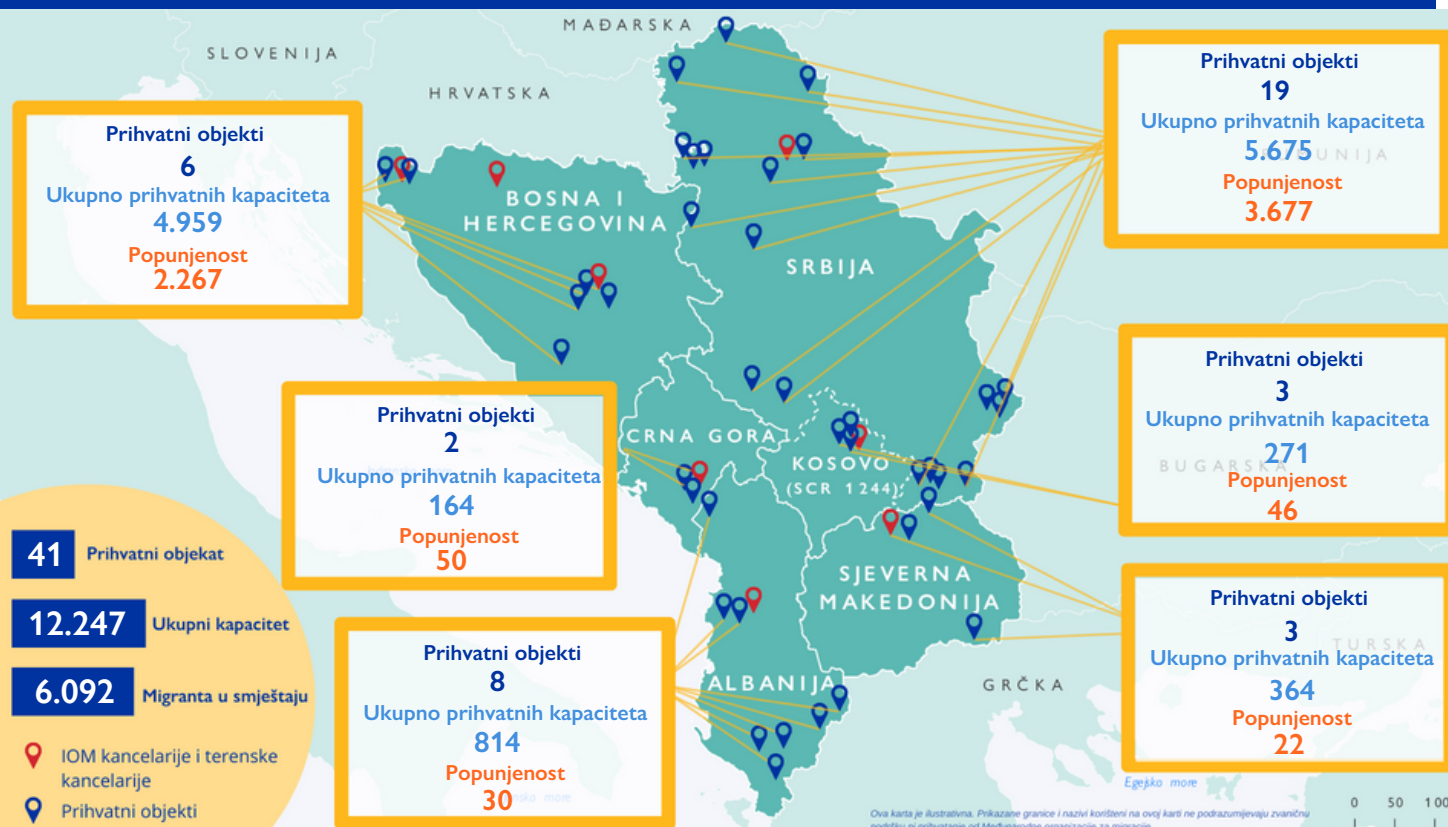 MAĐARSKA
SLOVENIJA
HRVATSKA
Prihvatni objekti
6
Ukupno prihvatnih kapaciteta
4.959
Popunjenost
2.267
Prihvatni objekti
19
Ukupno prihvatnih kapaciteta
5.675
Popunjenost
3.677
BOSNA I
HERCEGOVINA
SRBIJA
Prihvatni objekti
2
Ukupno prihvatnih kapaciteta
164
Popunjenost
50
CRNA GORA
KOSOVO
(SCR 1244)
Prihvatni objekti
3
Ukupno prihvatnih kapaciteta
271
BUGARSKA
Popunjenost
46
41 Prihvatni objekat
12.247 Ukupni kapacitet
6.092 Migranta u smještaju
IOM kancelarije i terenske
kancelarije
Prihvatni objekti
Prihvatni objekti
8
Ukupno prihvatnih kapaciteta
814
Popunjenost
30
more
SJEVERNA
MAKEDONIJA
ALBANIJA
GRČKA
Prihvatni objekti
3
TURSKA
Ukupno prihvatnih kapaciteta
364
Popunjenost
22
Egejsko more
Ova karta je ilustrativna. Prikazane granice i nazivi korišteni na ovoj karti ne podrazumijevaju zvaničnu
0 50 100